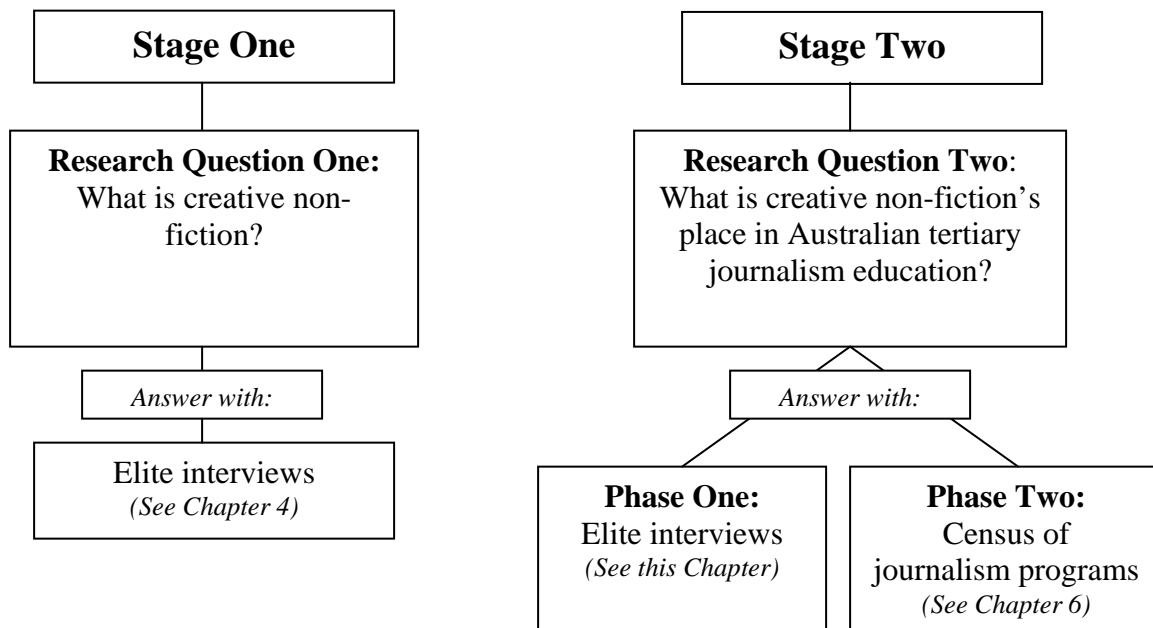 Stage One
Research Question One:
What is creative non-
fiction?
Answer with:
Elite interviews
(See Chapter 4)
Stage Two
Research Question Two:
What is creative non-fiction’s
place in Australian tertiary
journalism education?
Answer with:
Phase One:
Elite interviews
(See this Chapter)
Phase Two:
Census of
journalism programs
(See Chapter 6)